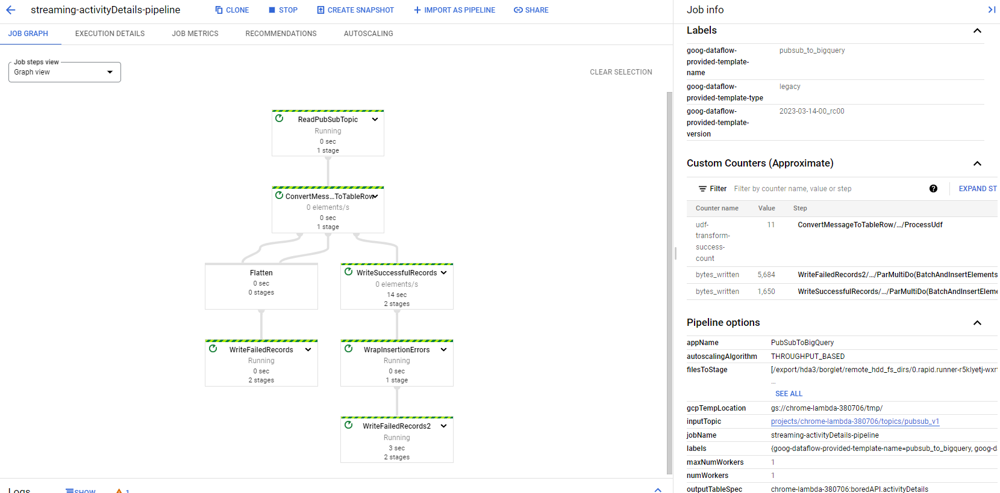 streaming-activityDetails-pipeline
CLONE
STOP
CREATE SNAPSHOT
IMPORT AS PIPELINE
SHARE
JOB GRAPH
EXECUTION DETAILS
JOB METRICS
RECOMMENDATIONS
AUTOSCALING
Job steps view
Graph view
CLEAR SELECTION
ReadPubSubTopic
Running
0 sec
1 stage
ConvertMess...ToTableRow
0 elements/s
0 sec
1 stage
Flatten
0 sec
0 stages
WriteSuccessfulRecords
0 elements/s
14 sec
2 stages
WriteFailedRecords
Running
0 sec
2 stages
WrapInsertionErrors
Running
0 sec
1 stage
WriteFailedRecords2
Running
3 sec
2 stages
Logs
SHOW
1
Job info
Labels
goog-dataflow-
provided-template-
name
pubsub_to_bigquery
goog-dataflow-
provided-template-type
legacy
goog-dataflow-
provided-template-
version
2023-03-14-00_rc00
Custom Counters (Approximate)
Filter
Filter by counter name, value or step
EXPAND ST
Counter name
Value
Step
udf-
transform-
success-
count
11
ConvertMessageToTableRow/.../ProcessUdf
bytes_written
5,684
WriteFailedRecords2/.../ParMultiDo(BatchAndInsertElements
bytes_written
1,650
WriteSuccessfulRecords/.../ParMultiDo(BatchAndInsertEleme
Pipeline options
appName
PubSubToBigQuery
autoscalingAlgorithm
THROUGHPUT_BASED
filesToStage
[/export/hda3/borglet/remote_hdd_fs_dirs/0.rapid.runner-r5klyetj-wxr
...
SEE ALL
gcpTempLocation
gs://chrome-lambda-380706/tmp/
inputTopic
projects/chrome-lambda-380706/topics/pubsub_v1
jobName
streaming-activityDetails-pipeline
labels
{goog-dataflow-provided-template-name=pubsub_to_bigquery, goog-d
maxNumWorkers
1
numWorkers
1
outputTableSpec
chrome-lambda-380706:boredAPI.activityDetails